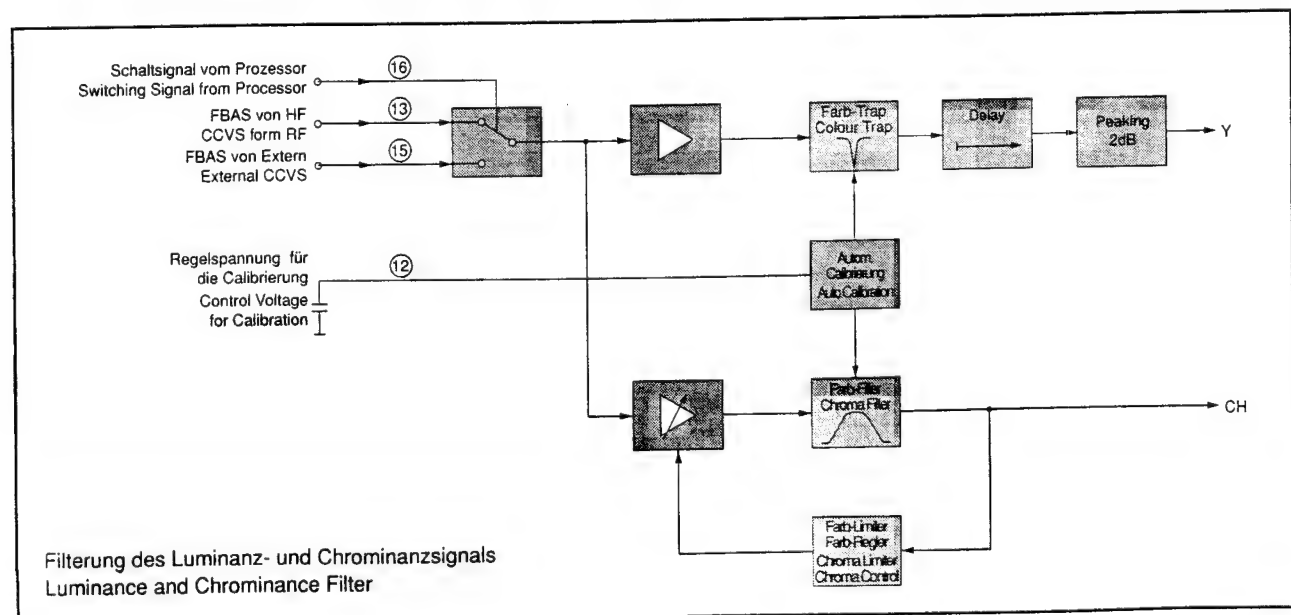 Schaltsignal vom Prozessor
Switching Signal from Processor
16
FBAS von HF
CCVS form RF
13
FBAS von Extern
External CCVS
15
Farb-Trap
Colour Trap
Delay
Peaking
2dB
Y
Regelspannung für
die Calibrierung
Control Voltage
for Calibration
12
Autom.
Calibrierung
Auto.Calibration
Farb-Filter
Chroma Filter
CH
Farb-Limiter
Farb-Regler
Chroma Limiter
Chroma Control
Filterung des Luminanz- und Chrominanzsignals
Luminance and Chrominance Filter